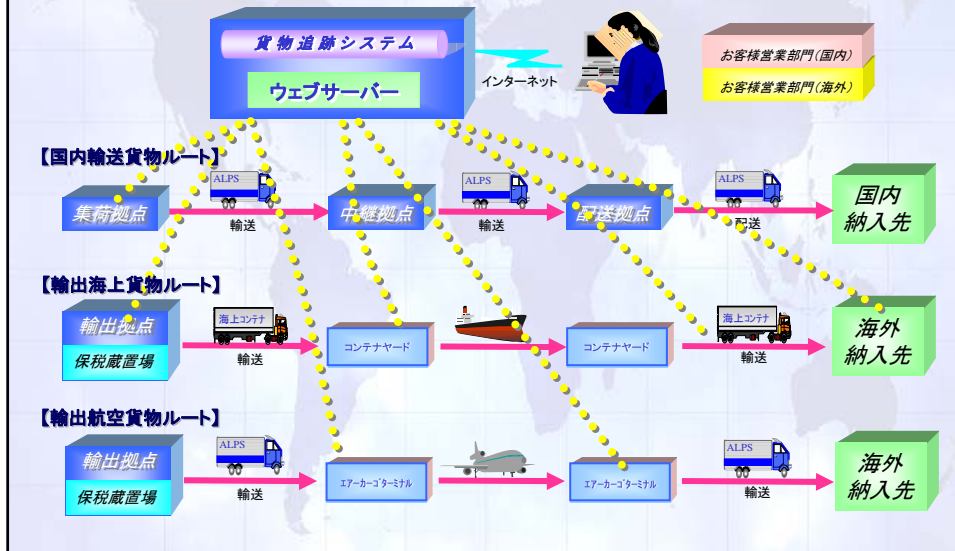 貨物追跡システム
ウェブサーバー
インターネット
お客様営業部門(国内)
お客様営業部門(海外)
【国内輸送貨物ルート】
集荷拠点
ALPS
輸送
中継拠点
ALPS
輸送
配送拠点
ALPS
配送
国内
納入先
【輸出海上貨物ルート】
輸出拠点
保税蔵置場
海上コンテナ
輸送
コンテナヤード
コンテナヤード
海上コンテナ
輸送
海外
納入先
【輸出航空貨物ルート】
輸出拠点
保税蔵置場
ALPS
輸送
エアーカーゴターミナル
エアーカーゴターミナル
ALPS
輸送
海外
納入先